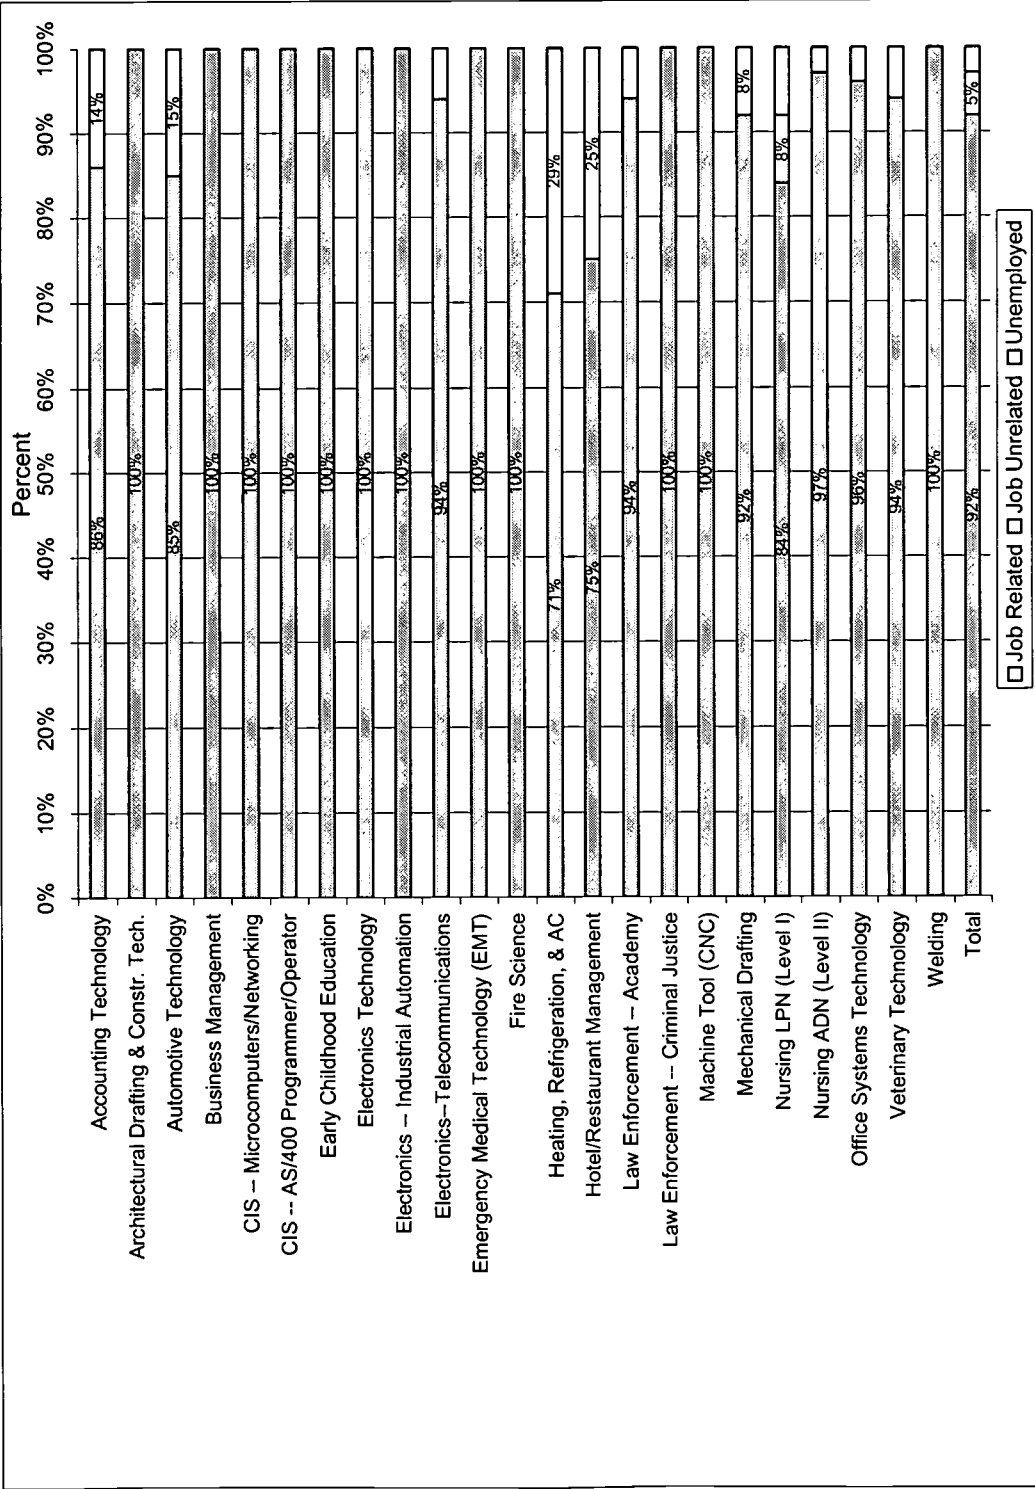 Percent
0% 10% 20% 30% 40% 50% 60% 70% 80% 90% 100%
Accounting Technology 86% 14%
Architectural Drafting & Constr. Tech. 100%
Automotive Technology 85% 15%
Business Management 100%
CIS -- Microcomputers/Networking 100%
CIS -- AS/400 Programmer/Operator 100%
Early Childhood Education 100%
Electronics Technology 100%
Electronics -- Industrial Automation 100%
Electronics--Telecommunications 94%
Emergency Medical Technology (EMT) 100%
Fire Science 100%
Heating, Refrigeration, & AC 71% 29%
Hotel/Restaurant Management 75% 25%
Law Enforcement -- Academy 94%
Law Enforcement -- Criminal Justice 100%
Machine Tool (CNC) 100%
Mechanical Drafting 92% 8%
Nursing LPN (Level I) 84% 8%
Nursing ADN (Level II) 97%
Office Systems Technology 96%
Veterinary Technology 94%
Welding 100%
Total 92% 5%
Job Related Job Unrelated Unemployed